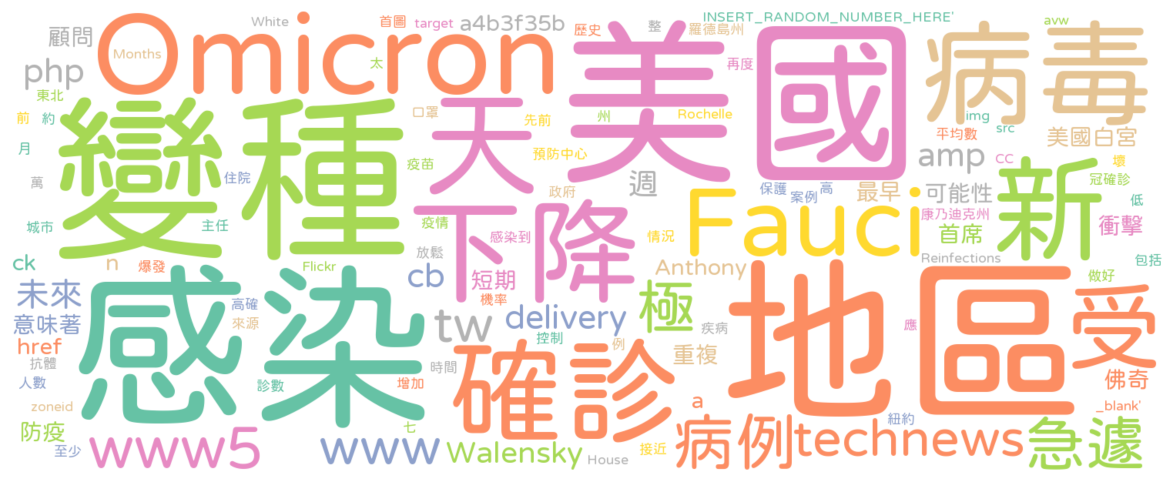 White 首圖 target a4b3f35b 歷史 整 羅德島州 INSERT_RANDOM_NUMBER_HERE' avw
顧問 Months Omicron 太 美國 再度 病毒
php 東北 口罩 先前 州 Rochelle img src
前 約 變種 天 平均數 美國白宮
月 疫苗 預防中心 amp CC 壞
萬 住院 政府 週 保護 案例 高 最早 可能性 新 冠確診 低
城市 主任 疫情 感染到 下降 情況 Fauci 康乃迪克州 首席 衝擊
ck n 爆發 Flickr 放鬆 cb 短期 Anthony Reinfections 包括
未來 感染 高確 機率 極 地區 做好
意味著 來源 tw delivery 疾病 應 受
href 抗體 控制 例 重複
人數 診數 增加 時間 確診 佛奇
zoneid a _blank'
防疫 七 病例 technews 紐約 急遽
至少 www5 www Walensky House 接近